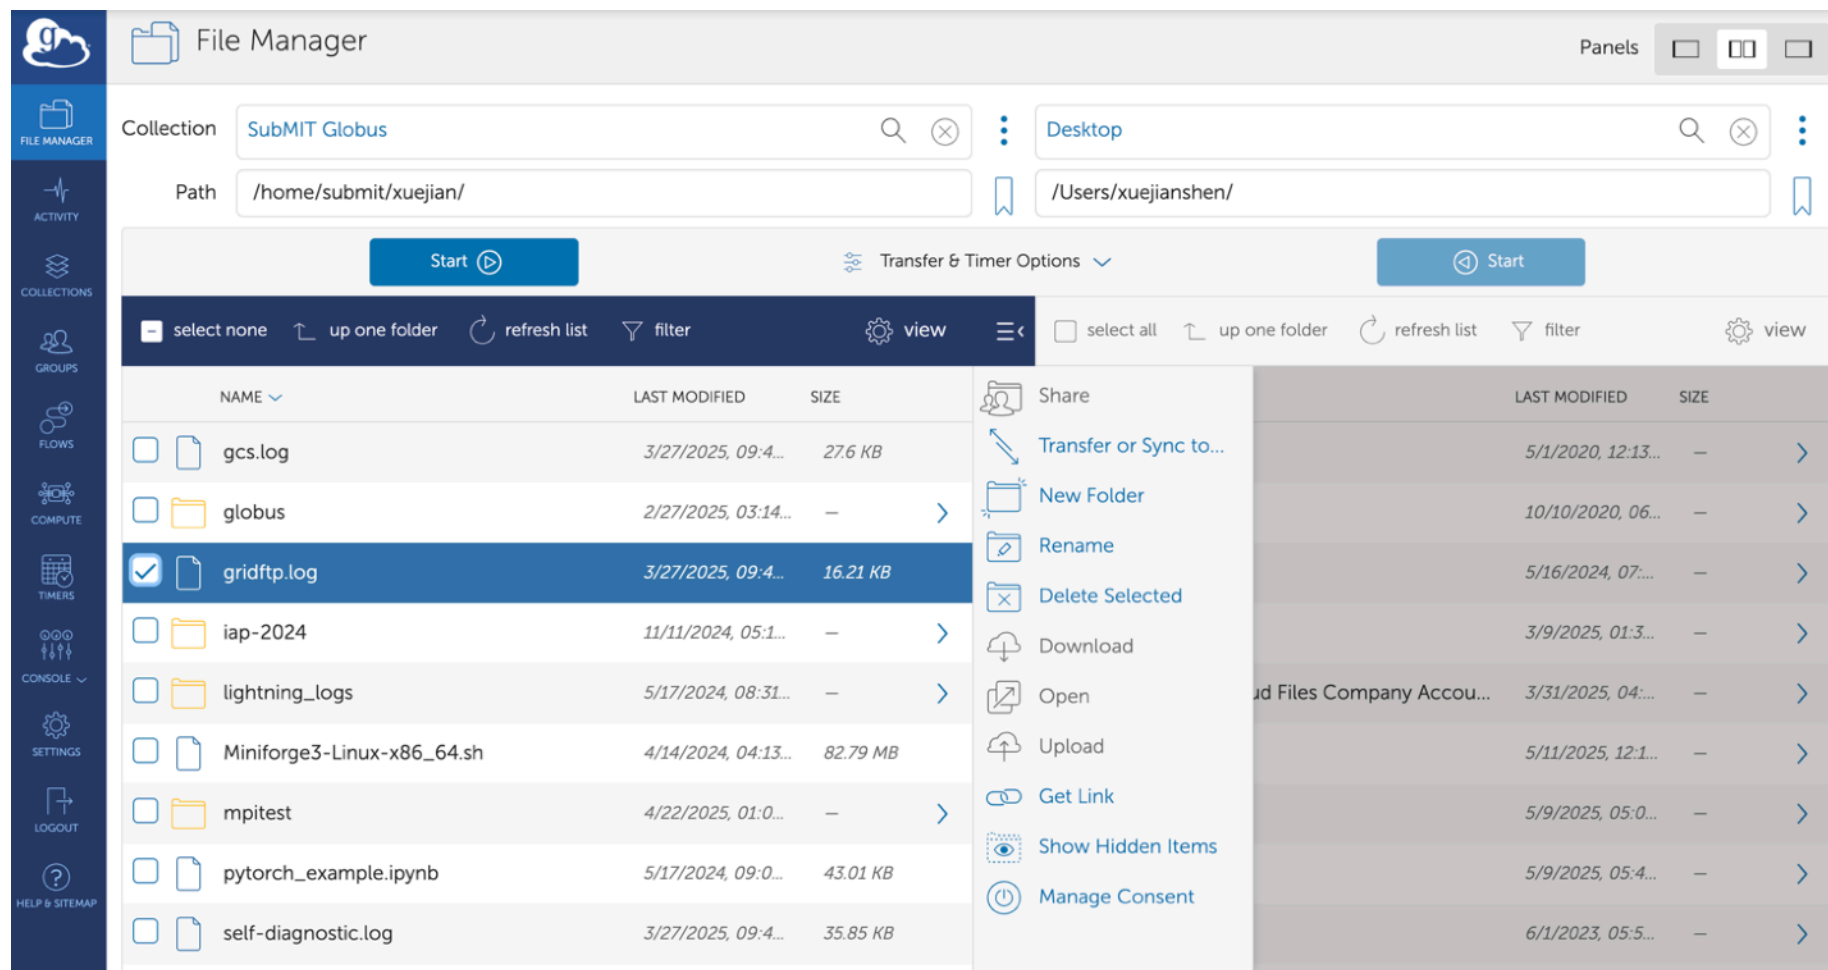 File Manager
Panels
FILE MANAGER
ACTIVITY
COLLECTIONS
GROUPS
FLOWS
COMPUTE
TIMERS
CONSOLE
SETTINGS
LOGOUT
HELP & SITEMAP
Collection SubMIT Globus Desktop
Path /home/submit/xuejian/ /Users/xuejianshen/
Start Transfer & Timer Options Start
select none up one folder refresh list filter view select all up one folder refresh list filter view
NAME LAST MODIFIED SIZE LAST MODIFIED SIZE
gcs.log 3/27/2025, 09:4... 27.6 KB 5/1/2020, 12:13... –
globus 2/27/2025, 03:14... – 10/10/2020, 06... –
gridftp.log 3/27/2025, 09:4... 16.21 KB 5/16/2024, 07:... –
iap-2024 11/11/2024, 05:1... – 3/9/2025, 01:3... –
lightning_logs 5/17/2024, 08:31... – ud Files Company Accou... 3/31/2025, 04:... –
Miniforge3-Linux-x86_64.sh 4/14/2024, 04:13... 82.79 MB 5/11/2025, 12:1... –
mpitest 4/22/2025, 01:0... – 5/9/2025, 05:0... –
pytorch_example.ipynb 5/17/2024, 09:0... 43.01 KB 5/9/2025, 05:4... –
self-diagnostic.log 3/27/2025, 09:4... 35.85 KB 6/1/2023, 05:5... –
Share
Transfer or Sync to...
New Folder
Rename
Delete Selected
Download
Open
Upload
Get Link
Show Hidden Items
Manage Consent